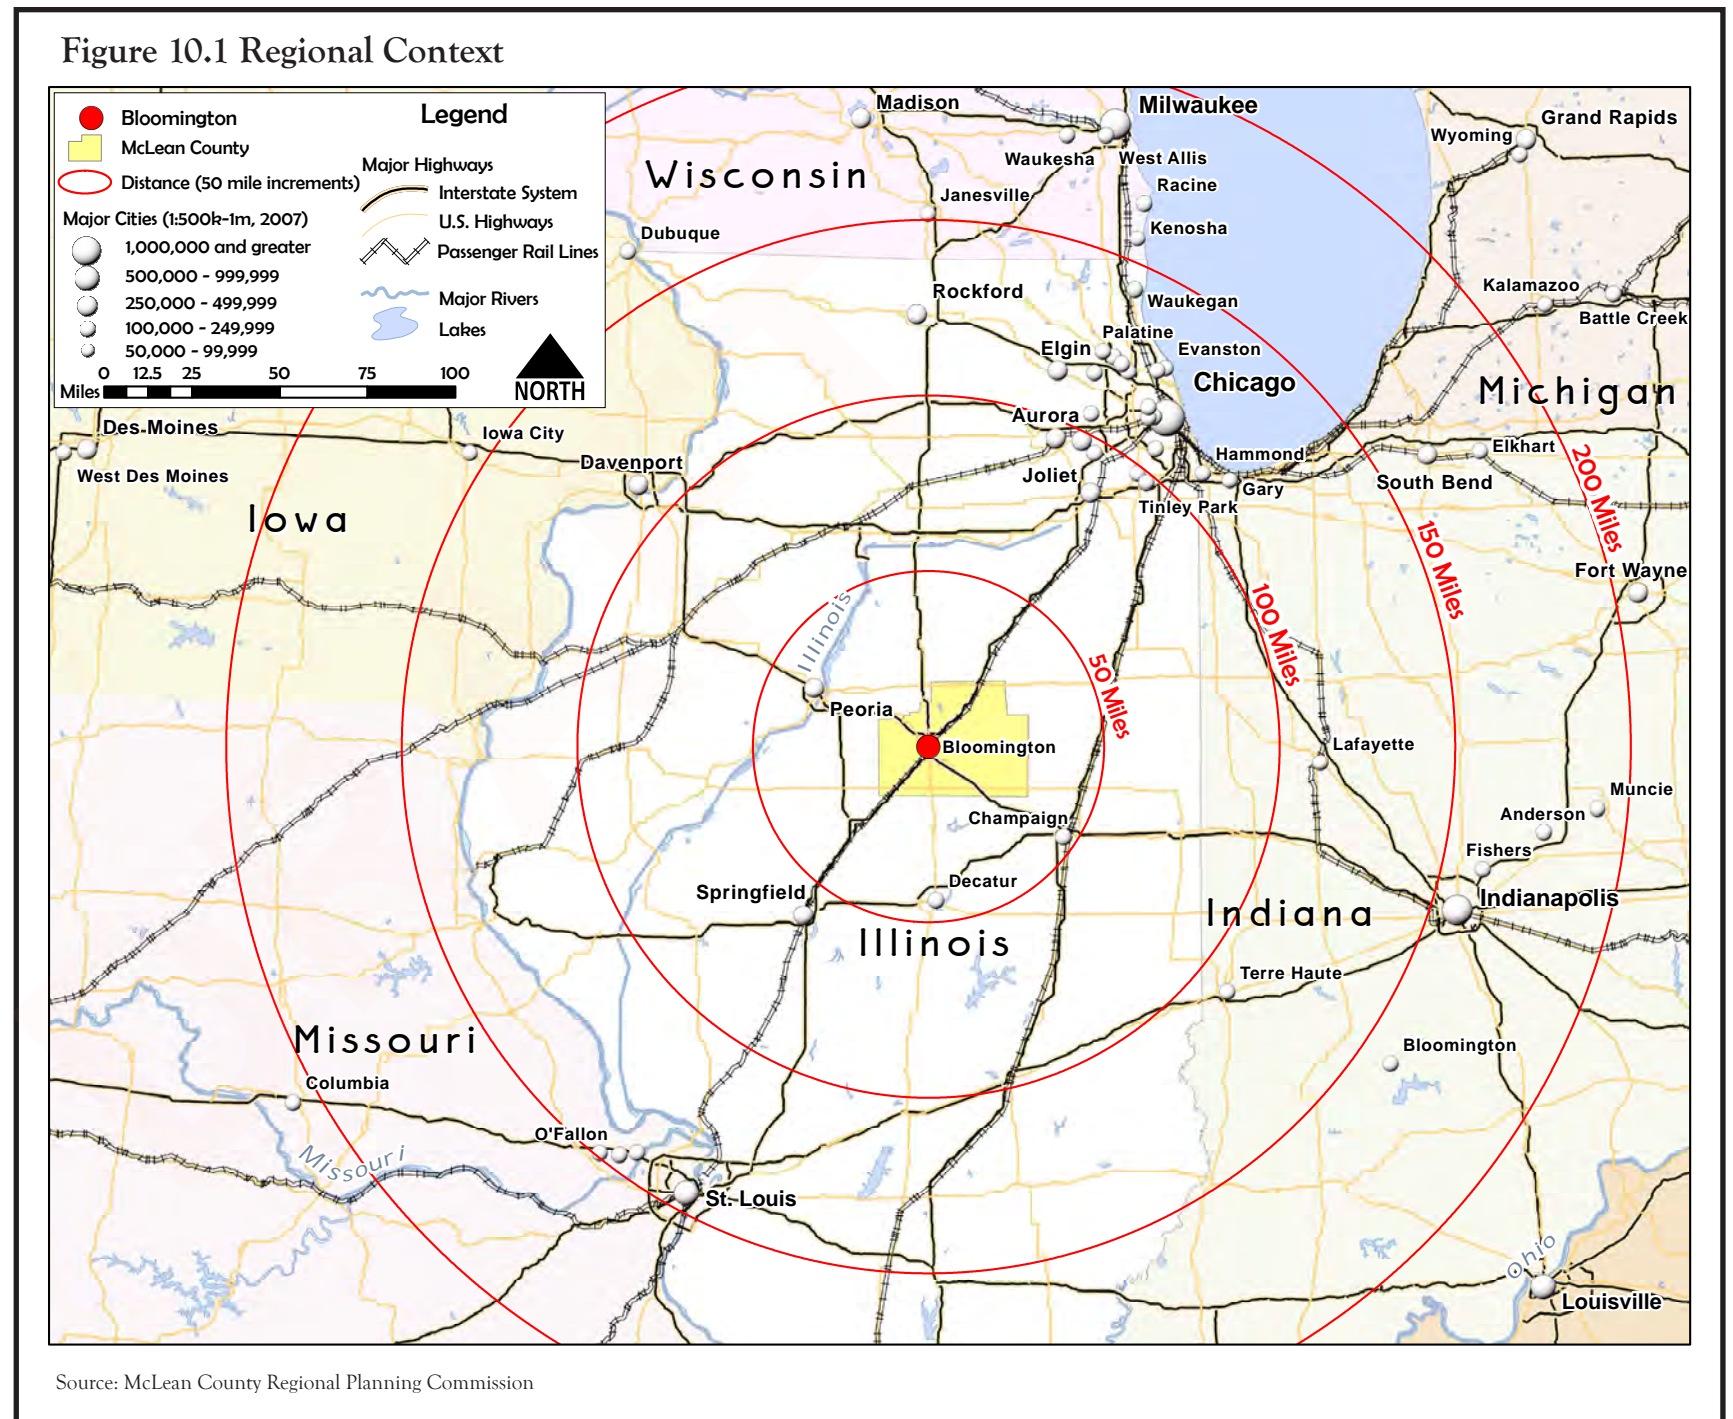 Figure 10.1 Regional Context
Legend
Bloomington
McLean County
Distance (50 mile increments)
Major Cities (1:500k-1m, 2007)
1,000,000 and greater
500,000 - 999,999
250,000 - 499,999
100,000 - 249,999
50,000 - 99,999
Major Highways
Interstate System
U.S. Highways
Passenger Rail Lines
Major Rivers
Lakes
0 12.5 25 50 75 100
Miles
NORTH
Madison
Milwaukee
Grand Rapids
Wyoming
Waukesha
West Allis
Wisconsin
Racine
Janesville
Kenosha
Dubuque
Rockford
Waukegan
Kalamazoo
Battle Creek
Palatine
Elgin
Evanston
Chicago
Michigan
Aurora
Des Moines
Iowa City
West Des Moines
Davenport
Hammond
Elkhart
Joliet
Gary
South Bend
Tinley Park
200 Miles
Iowa
150 Miles
Fort Wayne
100 Miles
Illinois
50 Miles
Peoria
Bloomington
Lafayette
Muncie
Anderson
Champaign
Fishers
Decatur
Springfield
Indianapolis
Indiana
Illinois
Terre Haute
Missouri
Bloomington
Columbia
O'Fallon
Missouri
St. Louis
Ohio
Louisville
Source: McLean County Regional Planning Commission